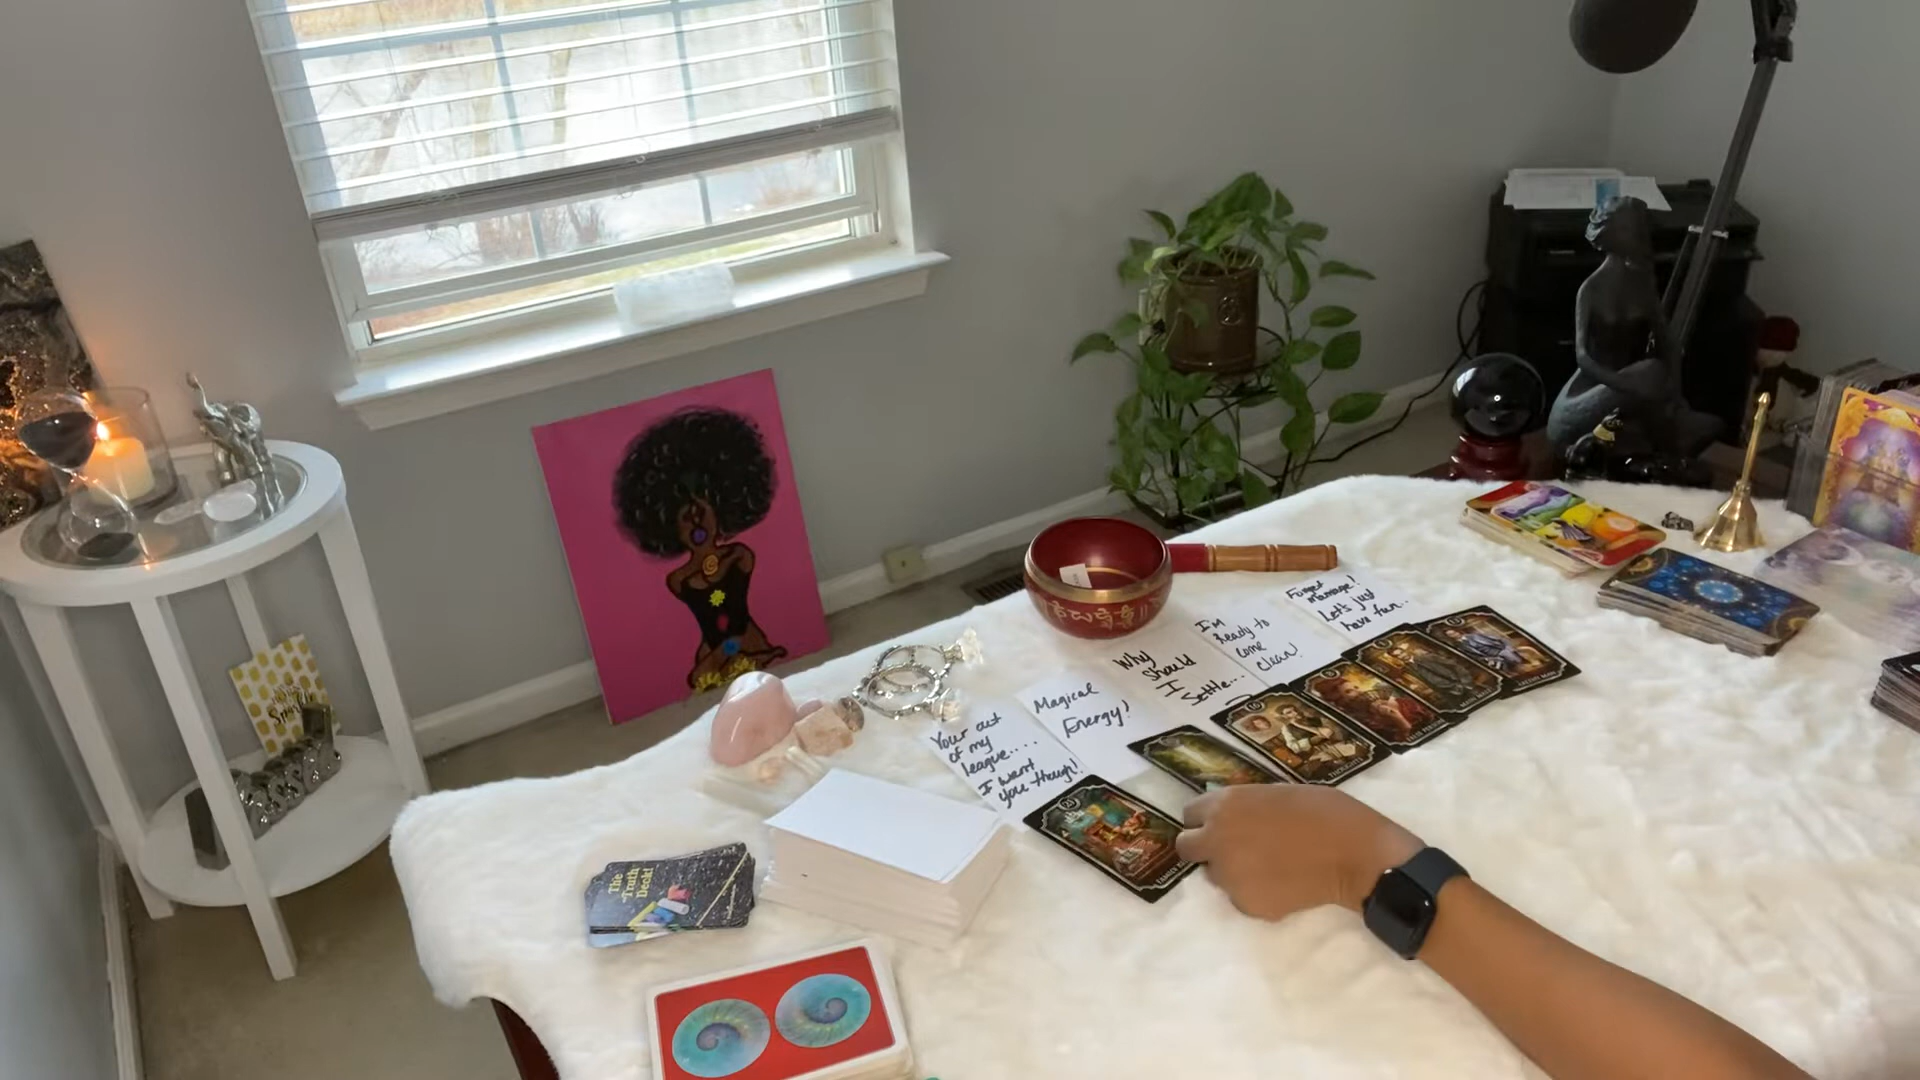 Your out
of my
league....
I want
you though!
Magical
Energy!
Why
should
I
settle...
I'm
Ready to
come
clean!
Forget
marriage!
Let's just
have fun..
The
Truth
Deck!
THOUGHTS